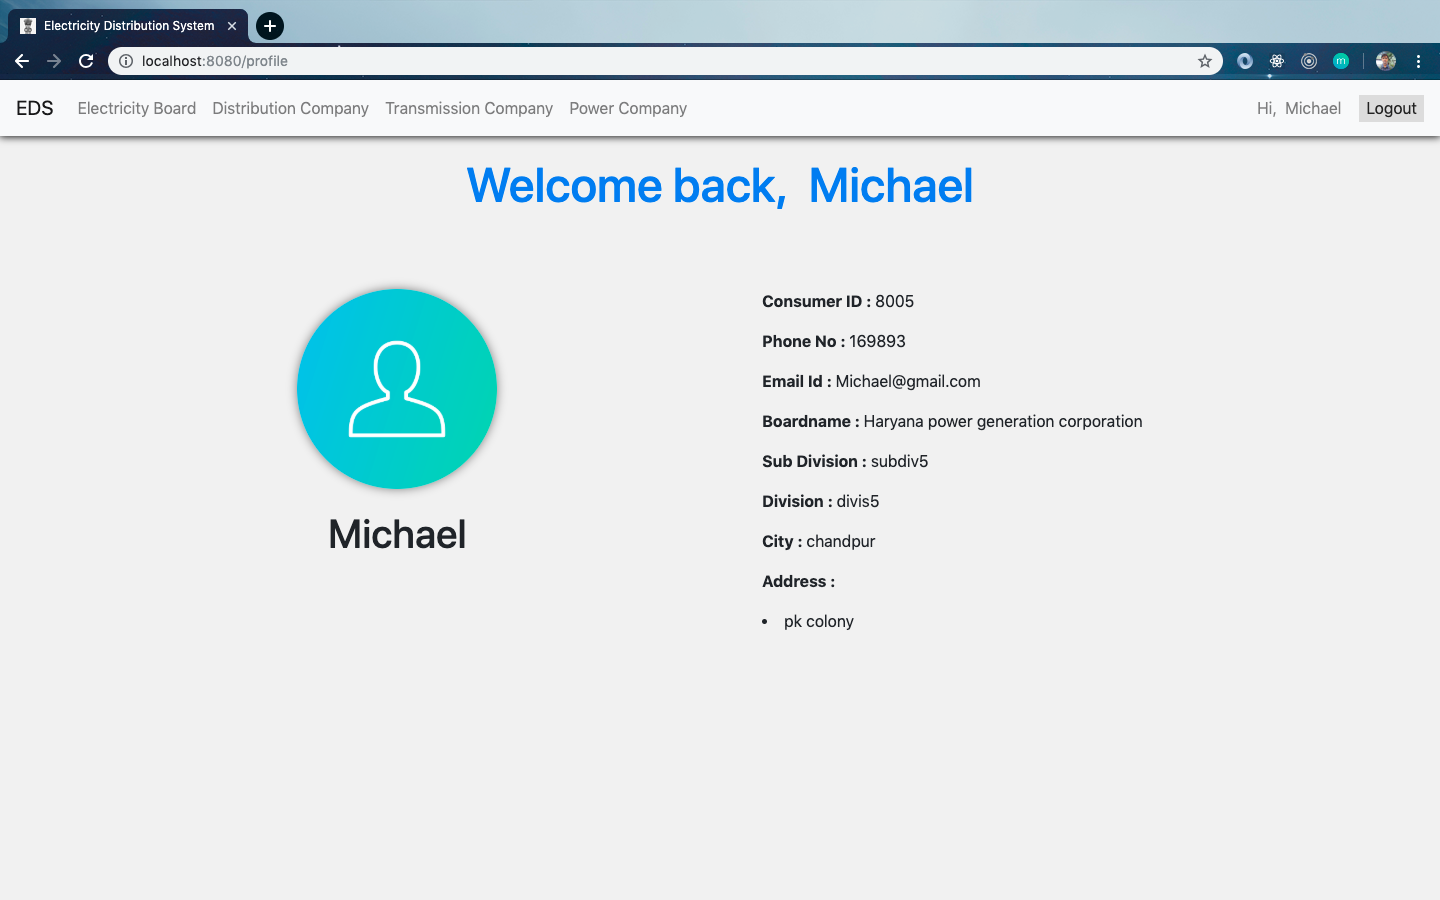 Electricity Distribution System
localhost:8080/profile
m
EDS Electricity Board Distribution Company Transmission Company Power Company Hi, Michael Logout
Welcome back, Michael
Michael
Consumer ID : 8005
Phone No : 169893
Email Id : Michael@gmail.com
Boardname : Haryana power generation corporation
Sub Division : subdiv5
Division : divis5
City : chandpur
Address :
• pk colony